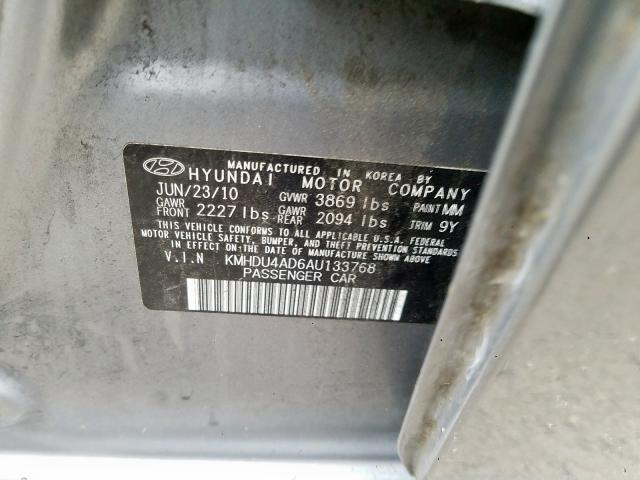 MANUFACTURED IN KOREA BY
HYUNDAI MOTOR COMPANY
JUN/23/10 GVWR 3869 lbs PAINT MM
GAWR FRONT 2227 lbs GAWR REAR 2094 lbs TRIM 9Y
THIS VEHICLE CONFORMS TO ALL APPLICABLE U.S.A. FEDERAL
MOTOR VEHICLE SAFETY, BUMPER, AND THEFT PREVENTION STANDARDS
IN EFFECT ON THE DATE OF MANUFACTURE SHOWN ABOVE.
V.I.N KMHDU4AD6AU133768
PASSENGER CAR